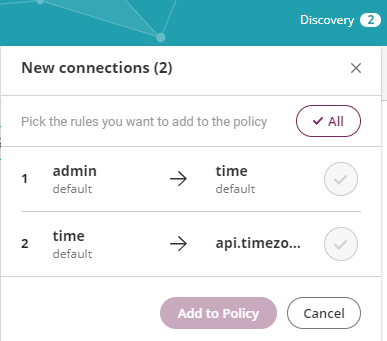 Discovery 2
New connections (2)
Pick the rules you want to add to the policy All
1 admin time
default default
2 time api.timezo...
default
Add to Policy Cancel